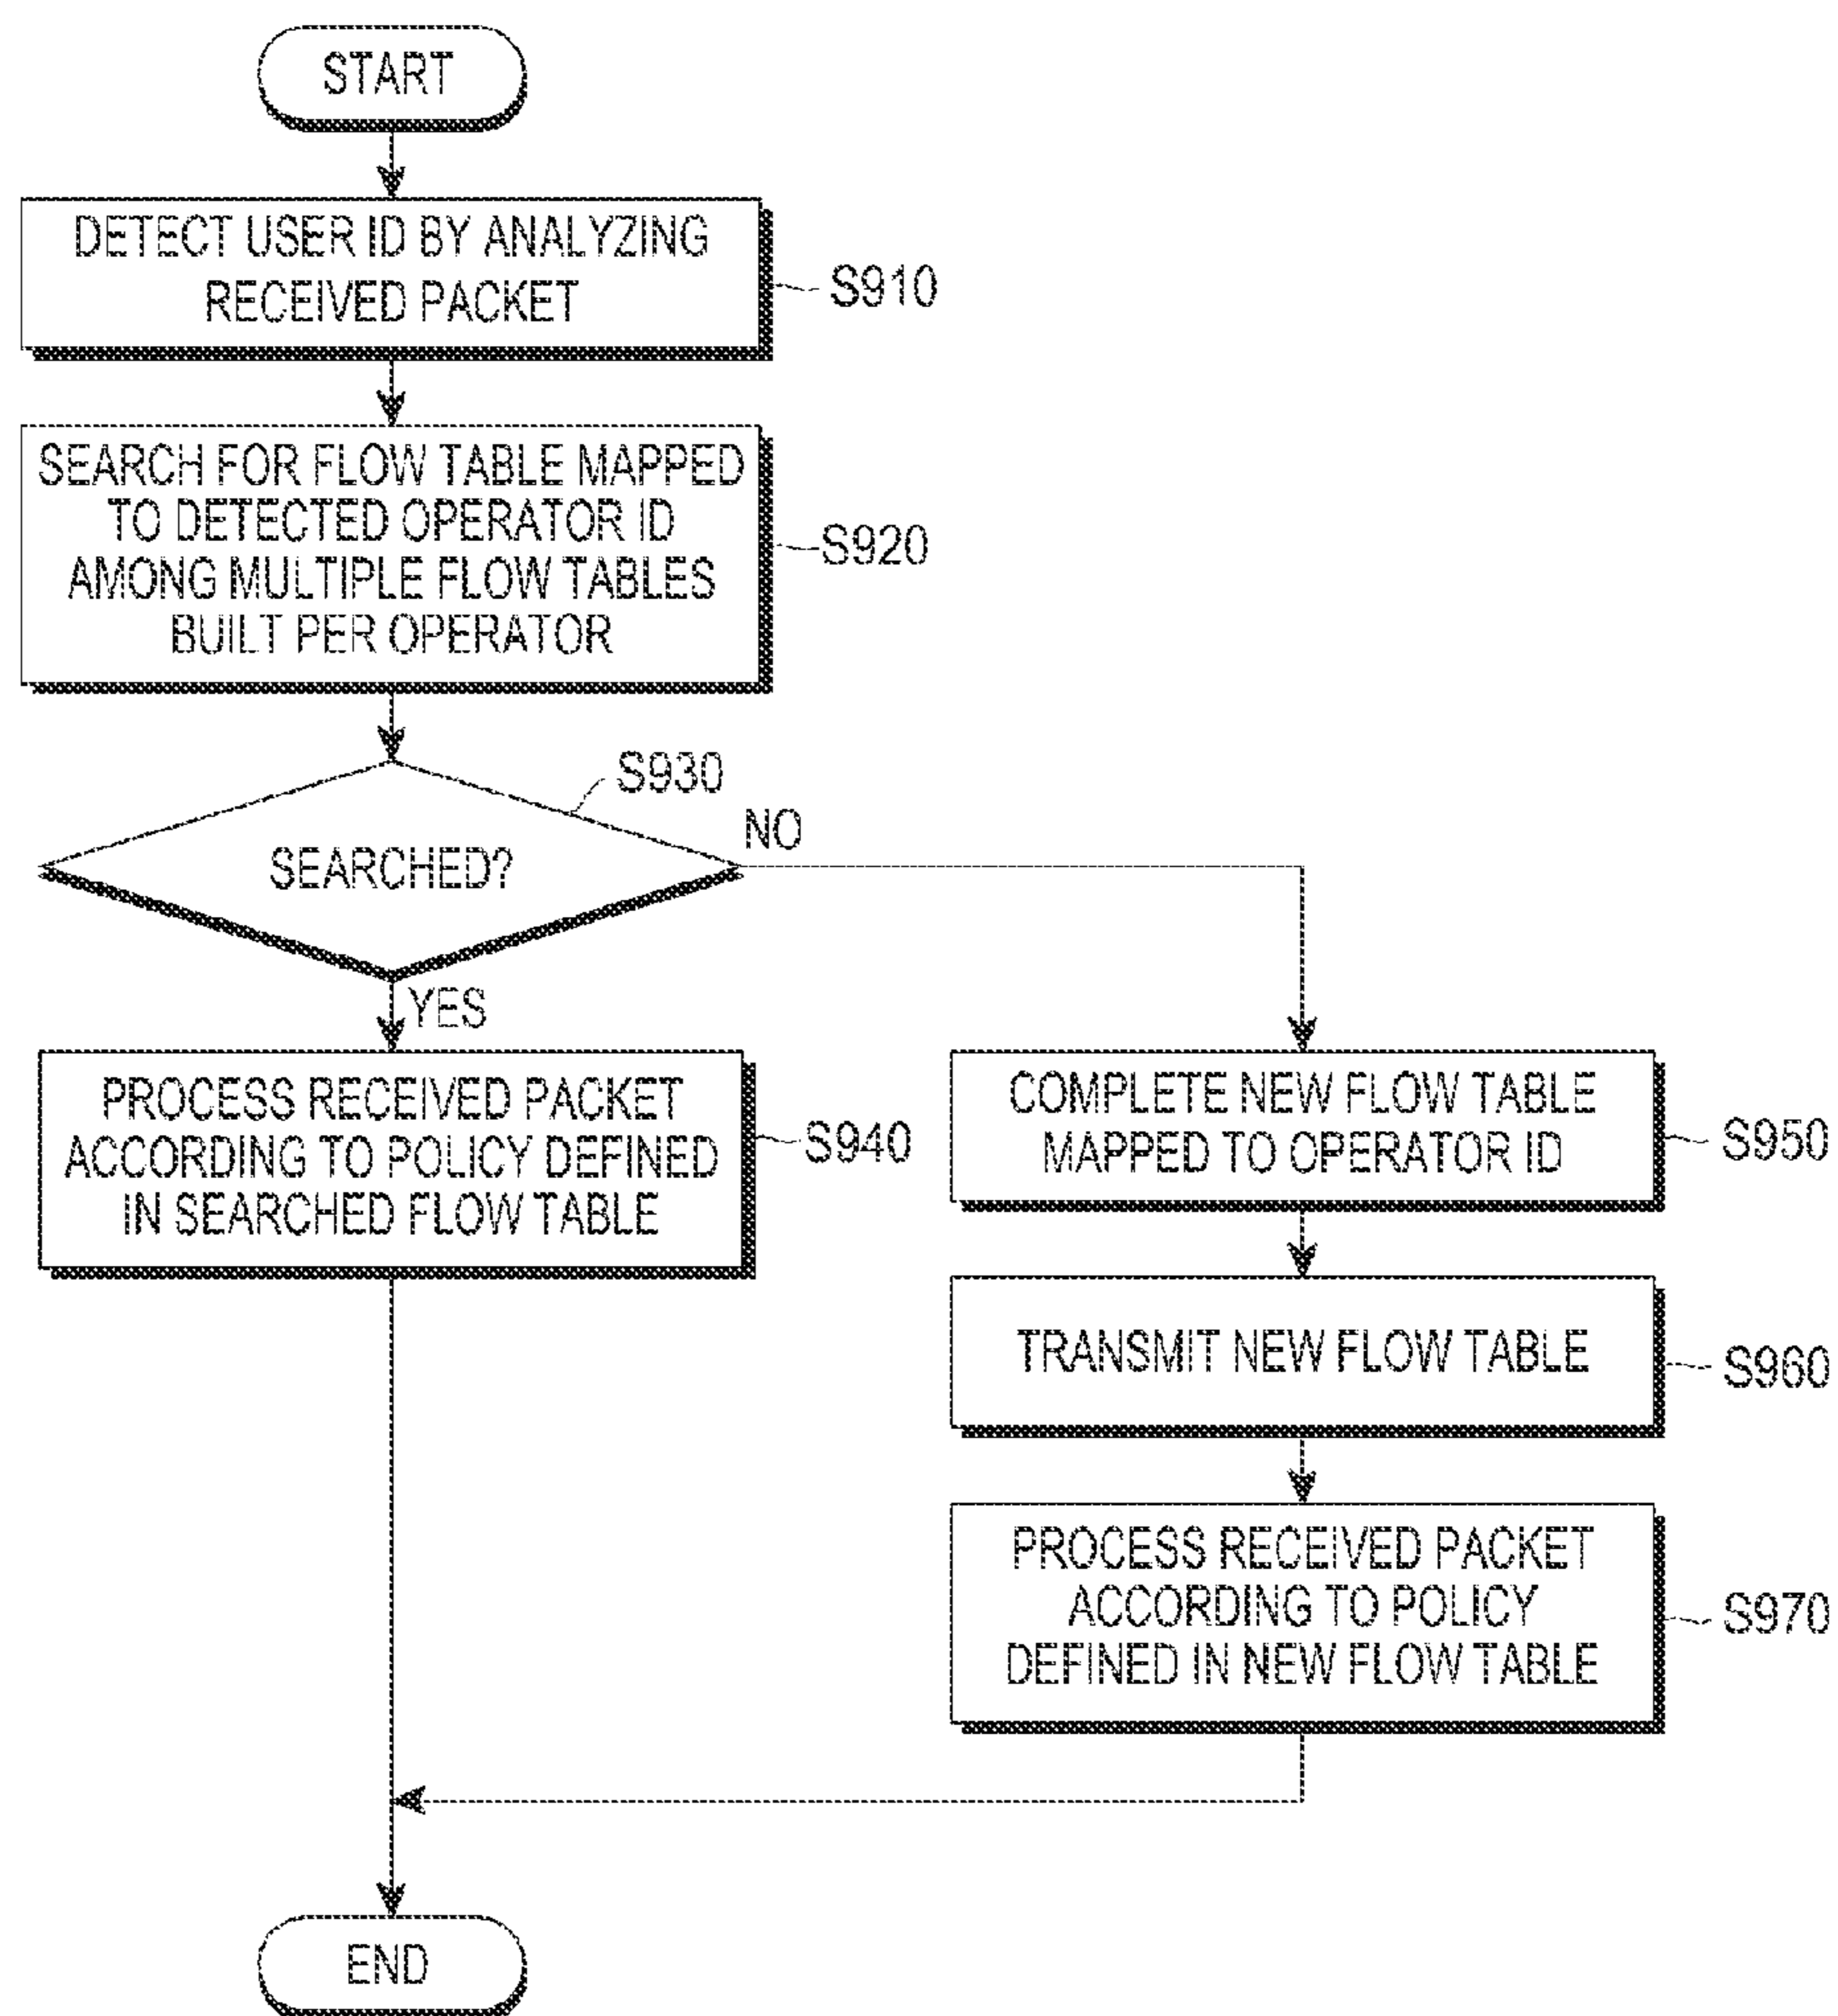 START
DETECT USER ID BY ANALYZING
RECEIVED PACKET
S910
SEARCH FOR FLOW TABLE MAPPED
TO DETECTED OPERATOR ID
AMONG MULTIPLE FLOW TABLES
BUILT PER OPERATOR
S920
S930
SEARCHED?
NO
YES
PROCESS RECEIVED PACKET
ACCORDING TO POLICY DEFINED
IN SEARCHED FLOW TABLE
S940
COMPLETE NEW FLOW TABLE
MAPPED TO OPERATOR ID
S950
TRANSMIT NEW FLOW TABLE
S960
PROCESS RECEIVED PACKET
ACCORDING TO POLICY
DEFINED IN NEW FLOW TABLE
S970
END